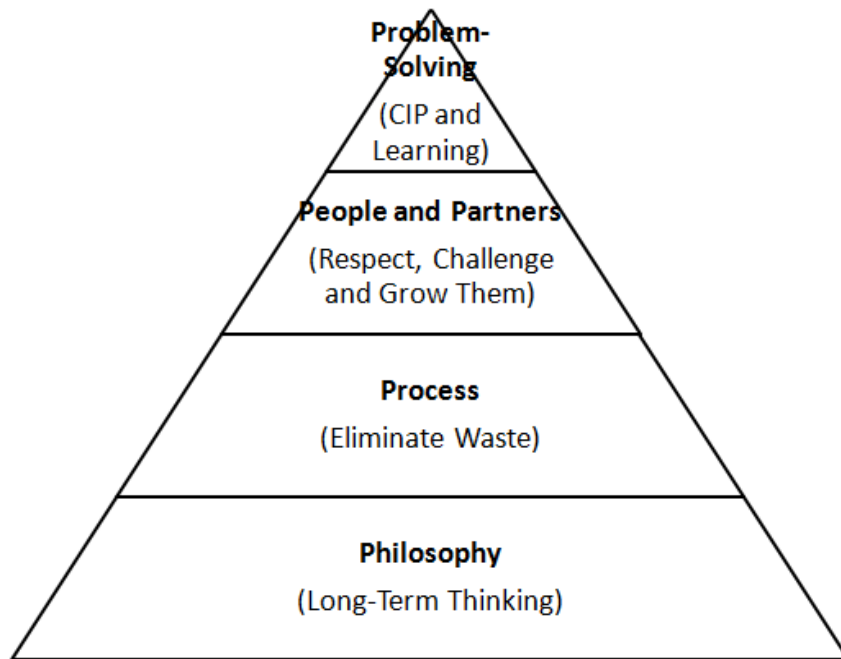 Problem-
Solving
(CIP and
Learning)
People and Partners
(Respect, Challenge
and Grow Them)
Process
(Eliminate Waste)
Philosophy
(Long-Term Thinking)